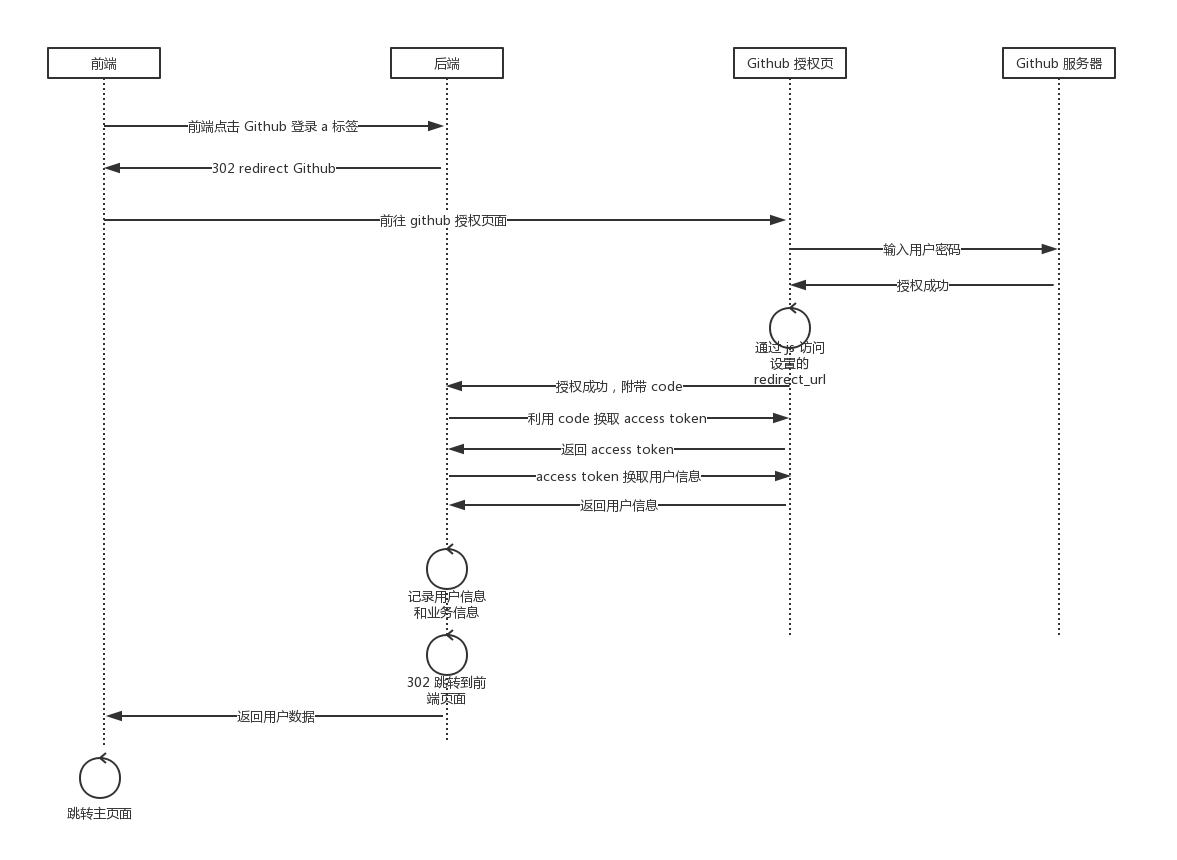 前端
后端
Github 授权页
Github 服务器
前端点击 Github 登录 a 标签
302 redirect Github
前往 github 授权页面
输入用户密码
授权成功
通过 js 访问
设置的
redirect_url
授权成功，附带 code
利用 code 换取 access token
返回 access token
access token 换取用户信息
返回用户信息
记录用户信息
和业务信息
302 跳转到前
端页面
返回用户数据
跳转主页面